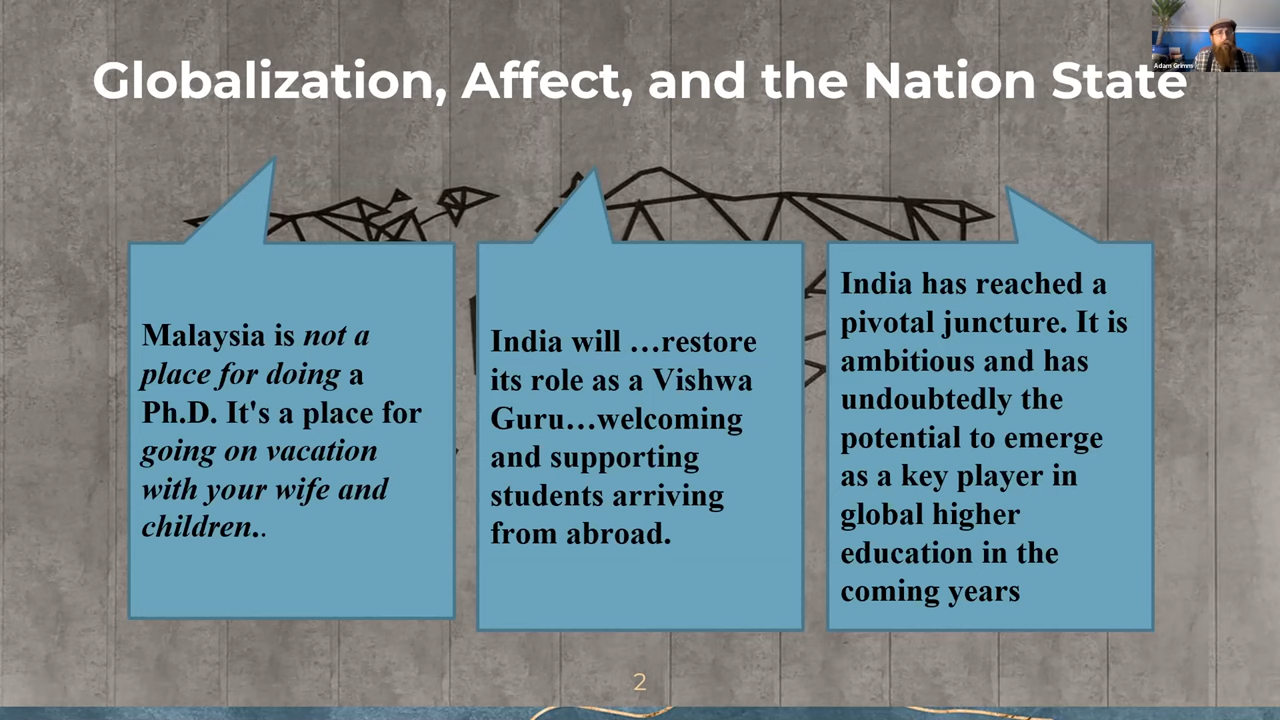 Adam Grimm
Globalization, Affect, and the Nation State
Malaysia is not a
place for doing a
Ph.D. It's a place for
going on vacation
with your wife and
children..
India will …restore
its role as a Vishwa
Guru…welcoming
and supporting
students arriving
from abroad.
India has reached a
pivotal juncture. It is
ambitious and has
undoubtedly the
potential to emerge
as a key player in
global higher
education in the
coming years
2